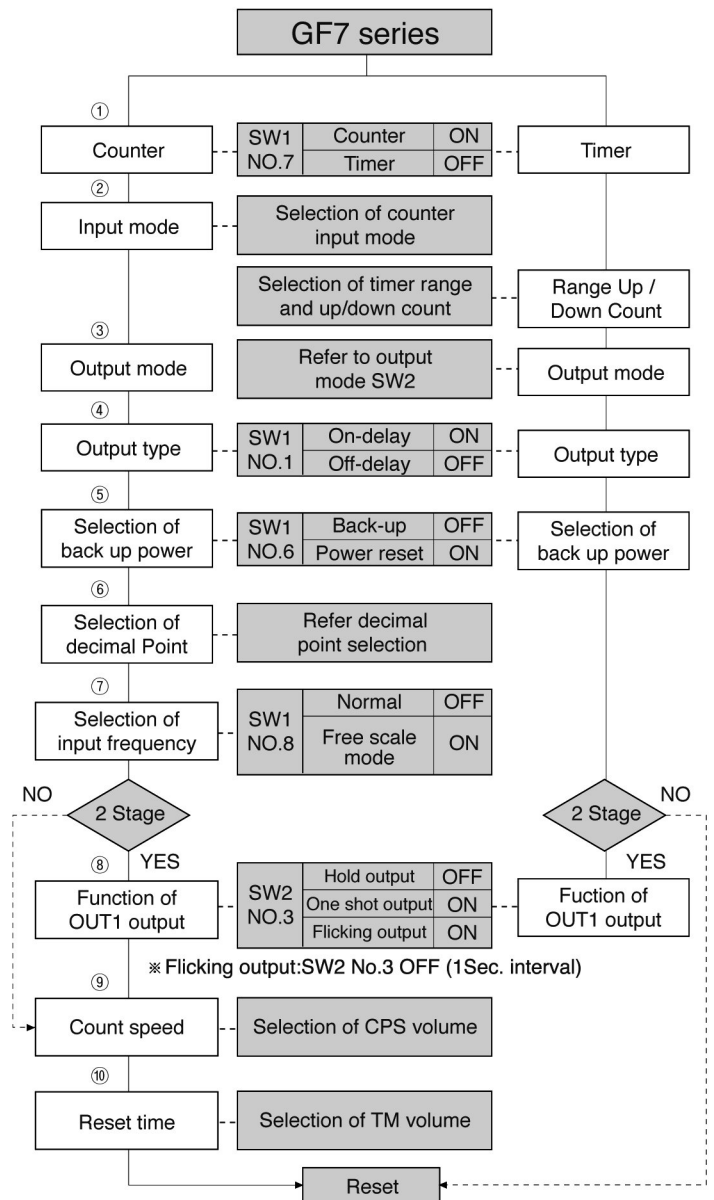 GF7 series
①
Counter
SW1
NO.7
Counter ON
Timer OFF
Timer
②
Input mode
Selection of counter
input mode
Selection of timer range
and up/down count
Range Up /
Down Count
③
Output mode
Refer to output
mode SW2
Output mode
④
Output type
SW1
NO.1
On-delay ON
Off-delay OFF
Output type
⑤
Selection of
back up power
SW1
NO.6
Back-up OFF
Power reset ON
Selection of
back up power
⑥
Selection of
decimal Point
Refer decimal
point selection
⑦
Selection of
input frequency
SW1
NO.8
Normal OFF
Free scale
mode
ON
NO
2 Stage
YES
2 Stage
NO
YES
⑧
Function of
OUT1 output
SW2
NO.3
Hold output OFF
One shot output ON
Flicking output ON
Fuction of
OUT1 output
※ Flicking output:SW2 No.3 OFF (1Sec. interval)
⑨
Count speed
Selection of CPS volume
⑩
Reset time
Selection of TM volume
Reset